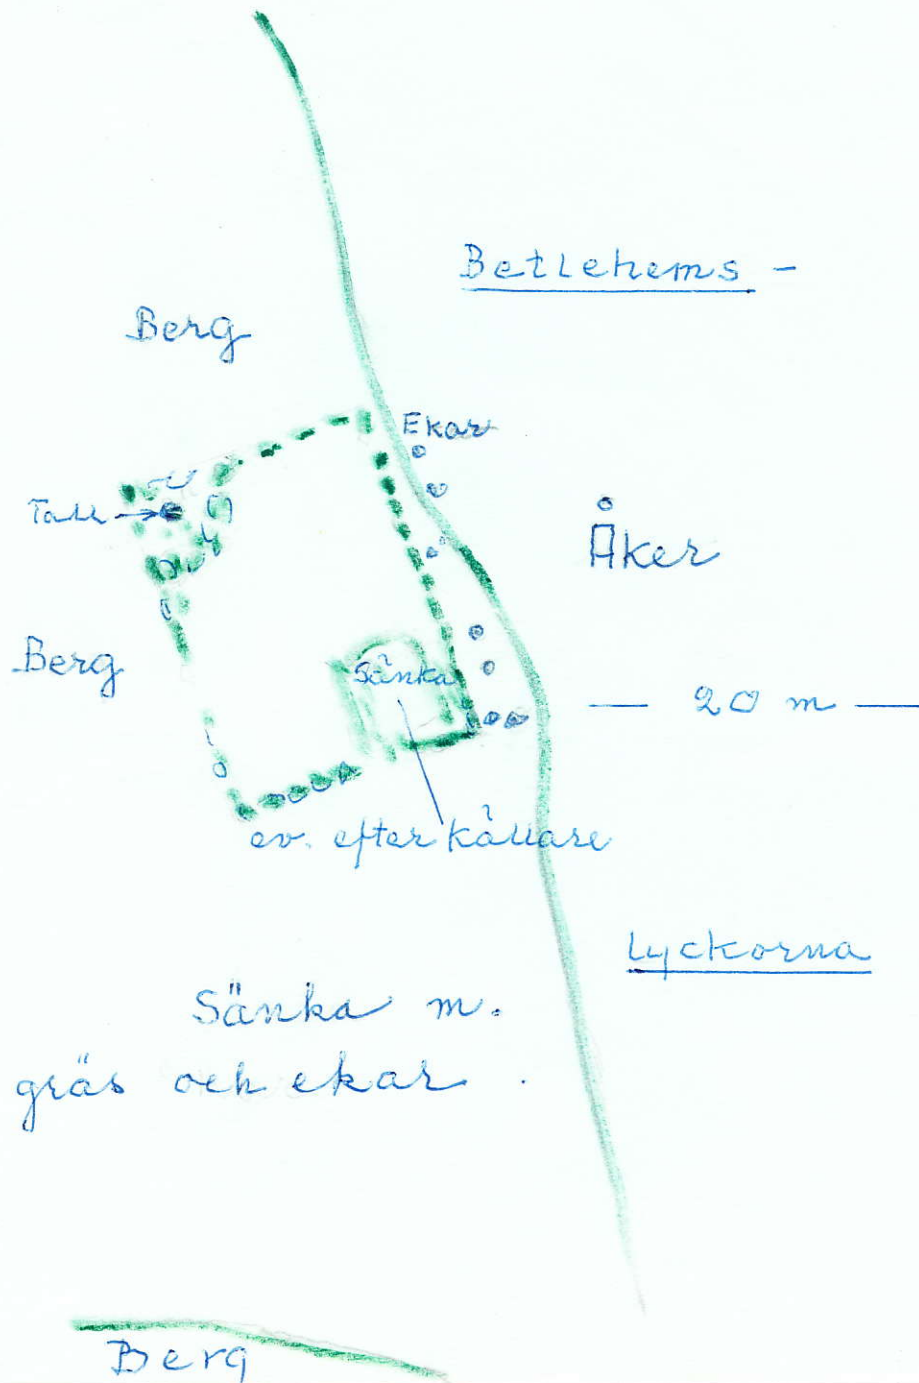 Betlehems -
Berg
Ekar
Tall
Åker
Berg
Sänka
— 20 m —
ev. efter källare
Lyckorna
Sänka m.
gräs och ekar.
Berg